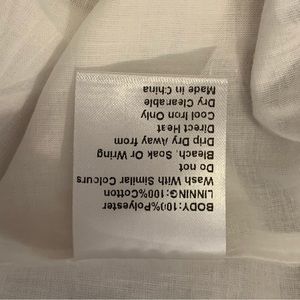 BODY:100%Polyester
LINNING:100%Cotton
Wash With Similar Colours
Do not
Bleach, Soak Or Wring
Drip Dry Away from
Direct Heat
Cool Iron Only
Dry Clearable
Made in China